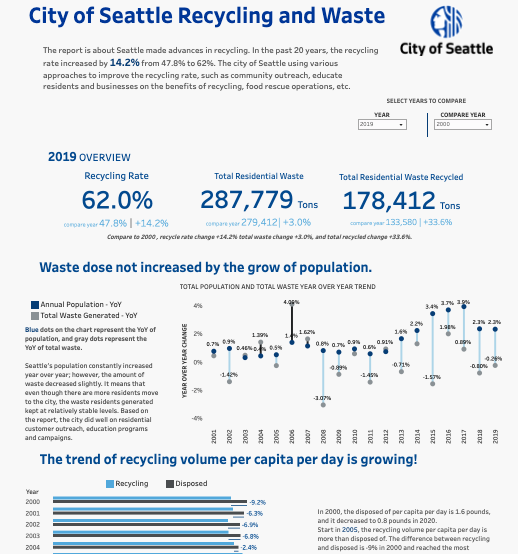 City of Seattle Recycling and Waste
City of Seattle
The report is about Seattle made advances in recycling. In the past 20 years, the recycling
rate increased by 14.2% from 47.8% to 62%. The city of Seattle using various
approaches to improve the recycling rate, such as community outreach, educate
residents and businesses on the benefits of recycling, food rescue operations, etc.
SELECT YEARS TO COMPARE
YEAR
COMPARE YEAR
2019
2000
2019 OVERVIEW
Recycling Rate
Total Residential Waste
Total Residential Waste Recycled
62.0%
287,779 Tons
178,412 Tons
compare year 47.8% | +14.2%
compare year 279,412 | +3.0%
compare year 133,580 | +33.6%
Compare to 2000, recycle rate change +14.2% total waste change +3.0%, and total recycled change +33.6%.
Waste dose not increased by the grow of population.
TOTAL POPULATION AND TOTAL WASTE YEAR OVER YEAR TREND
Annual Population - YoY
Total Waste Generated - YoY
Blue dots on the chart represent the YoY of
population, and gray dots represent the
YoY of total waste.
Seattle's population constantly increased
year over year; however, the amount of
waste decreased slightly. It means that
even though there are more residents move
to the city, the waste residents generated
kept at relatively stable levels. Based on
the report, the city did well on residential
customer outreach, education programs
and campaigns.
YEAR OVER YEAR CHANGE
4%
2%
0%
-2%
-4%
0.7%
0.9%
-1.42%
0.46%
1.39%
0.4%
0.5%
4.09%
1.4%
1.62%
0.8%
-3.07%
0.7%
-0.89%
0.9%
0.6%
-1.45%
0.91%
1.6%
-0.71%
2.2%
3.4%
-1.57%
3.7%
1.98%
3.9%
0.89%
2.3%
-0.80%
2.3%
-0.26%
2001
2002
2003
2004
2005
2006
2007
2008
2009
2010
2011
2012
2013
2014
2015
2016
2017
2018
2019
The trend of recycling volume per capita per day is growing!
Recycling
Disposed
Year
2000
-9.2%
2001
-6.3%
2002
-6.9%
2003
-6.8%
2004
-2.4%
In 2000, the disposed of per capita per day is 1.6 pounds,
and it decreased to 0.8 pounds in 2020.
Start in 2005, the recycling volume per capita per day is
more than disposed of. The difference between recycling
and disposed is -9% in 2000 and reached the most